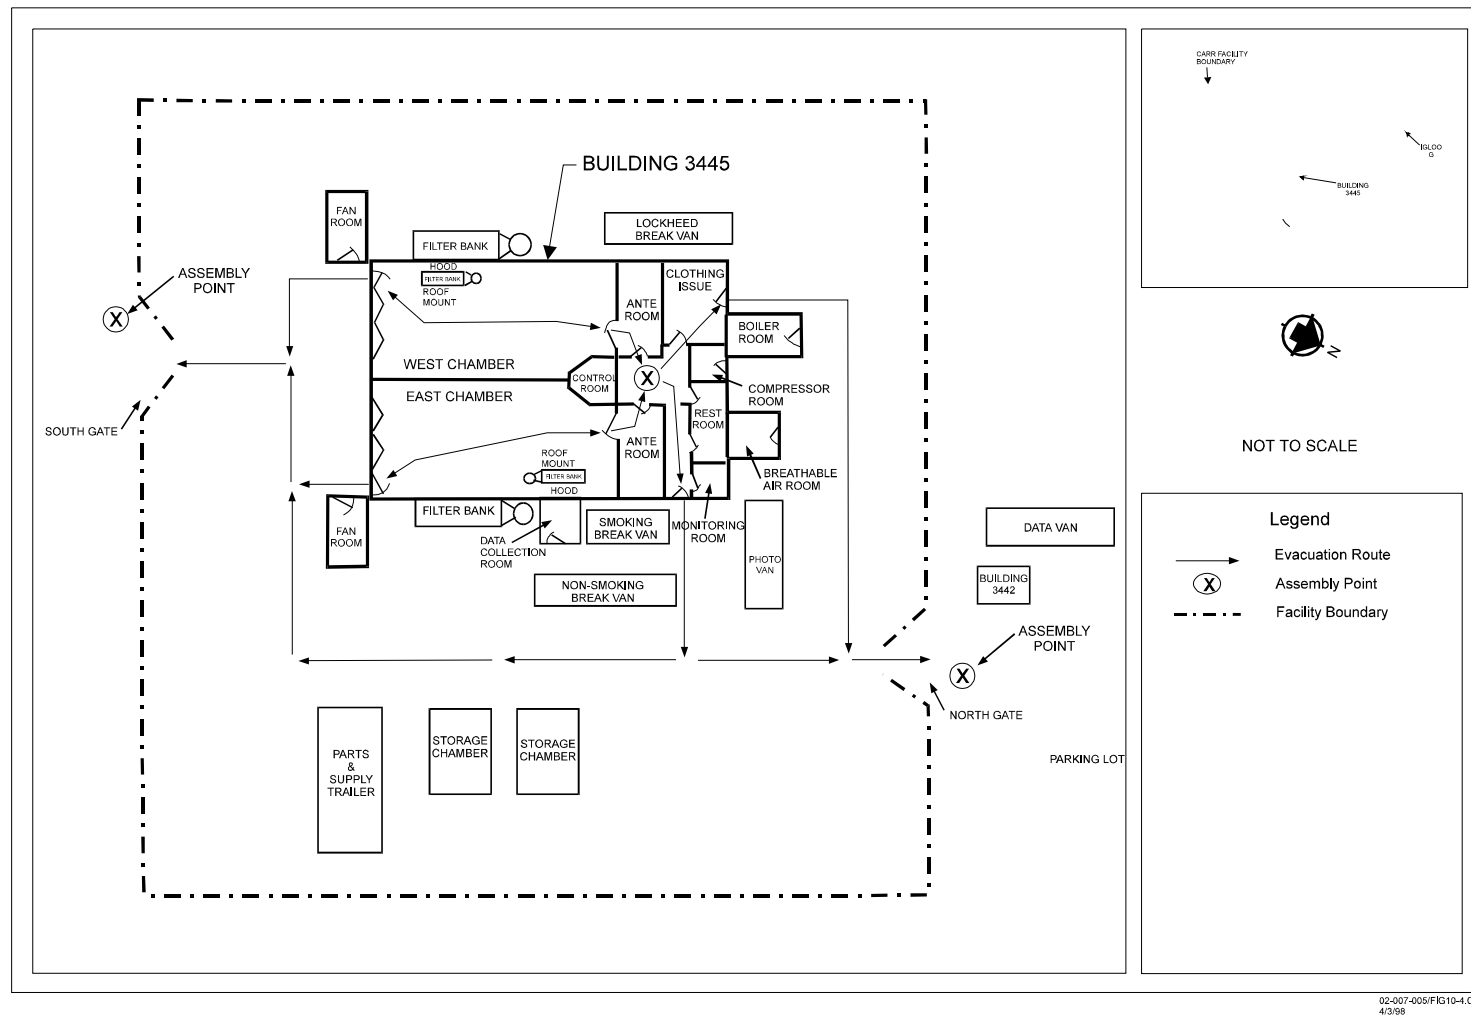 BUILDING 3445
FAN
ROOM
FILTER BANK
LOCKHEED
BREAK VAN
ASSEMBLY
POINT
X
SOUTH GATE
HOOD
FILTER BANK
ROOF
MOUNT
ANTE
ROOM
CLOTHING
ISSUE
BOILER
ROOM
WEST CHAMBER
CONTROL
ROOM
X
COMPRESSOR
ROOM
EAST CHAMBER
REST
ROOM
ANTE
ROOM
ROOF
MOUNT
FILTER BANK
HOOD
BREATHABLE
AIR ROOM
FAN
ROOM
FILTER BANK
DATA
COLLECTION
ROOM
SMOKING
BREAK VAN
MONITORING
ROOM
PHOTO
VAN
NON-SMOKING
BREAK VAN
DATA VAN
BUILDING
3442
ASSEMBLY
POINT
X
NORTH GATE
PARKING LOT
PARTS
&
SUPPLY
TRAILER
STORAGE
CHAMBER
STORAGE
CHAMBER
CARR FACILITY
BOUNDARY
IGLOO
G
BUILDING
3445
N
NOT TO SCALE
Legend
Evacuation Route
X
Assembly Point
Facility Boundary
02-007-005/FIG10-4.
4/3/98